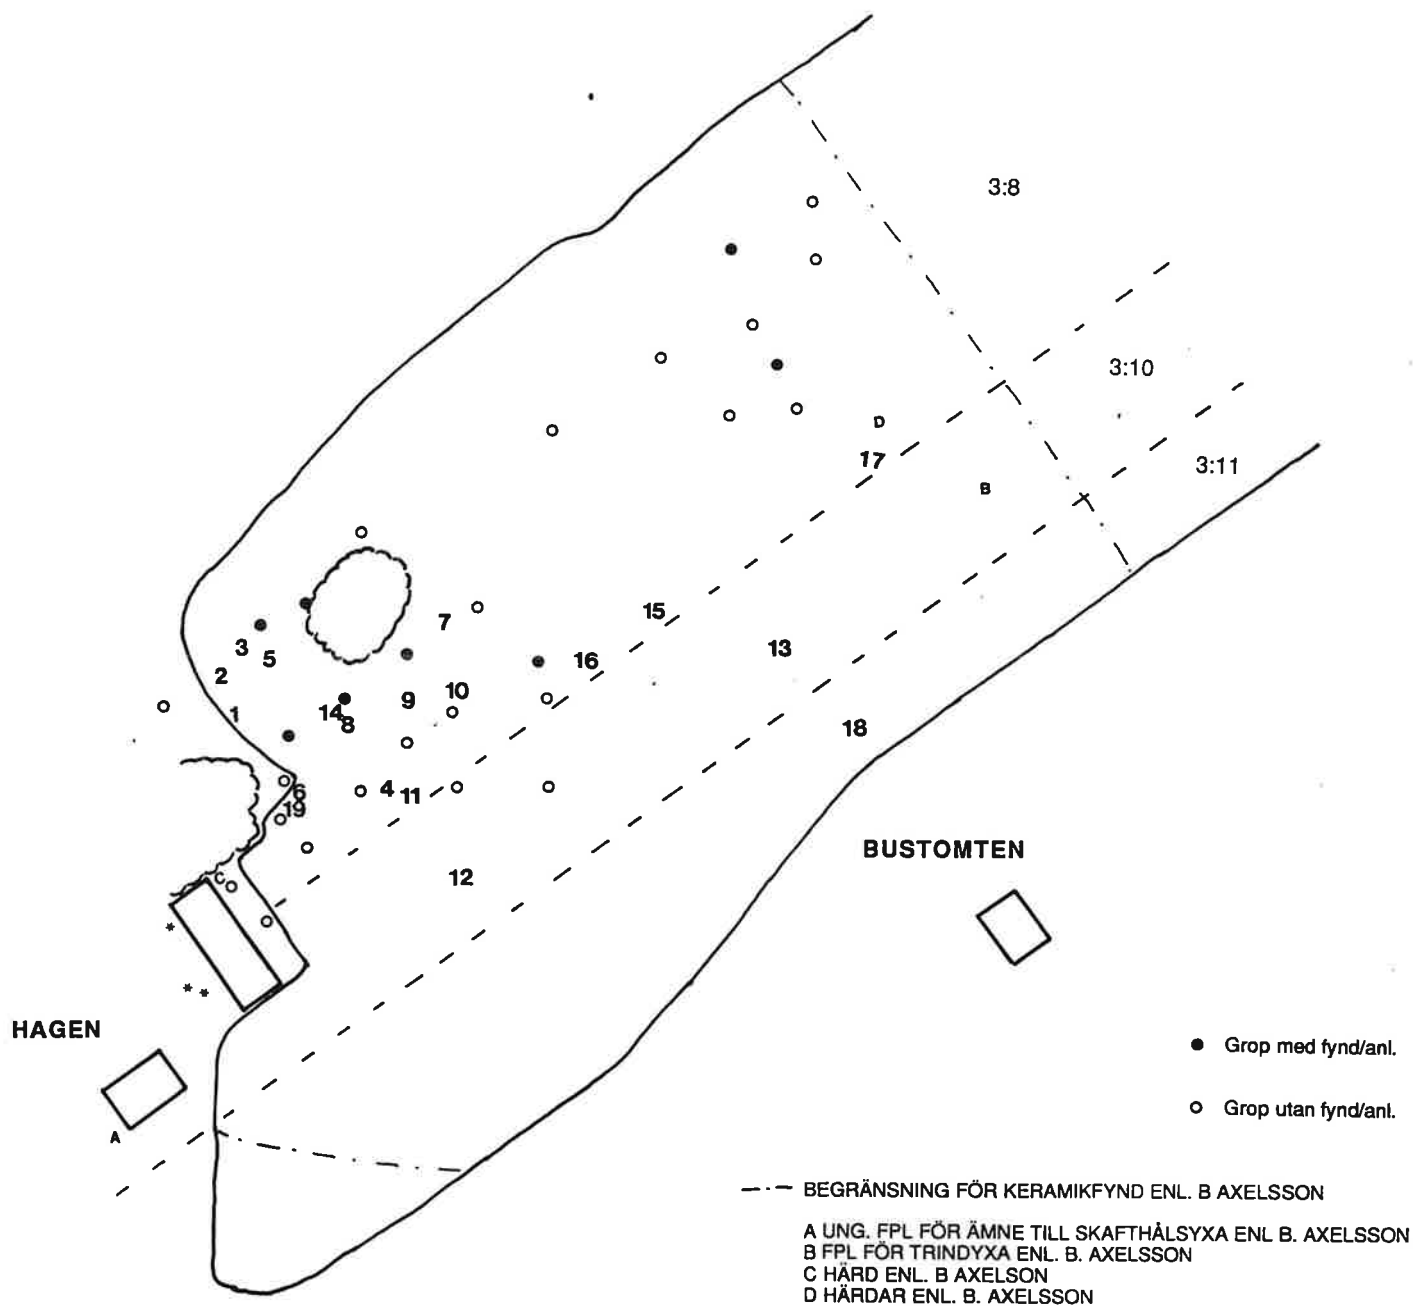 3:8
3:10
D
17
3:11
B
15
7
13
3
5
16
2
10
9
1
14
8
18
4
11
6
19
BUSTOMTEN
12
C
HAGEN
Grop med fynd/anl.
Grop utan fynd/anl.
A
BEGRÄNSNING FÖR KERAMIKFYND ENL. B AXELSSON
A UNG. FPL FÖR ÄMNE TILL SKAFTHÅLSYXA ENL B. AXELSSON
B FPL FÖR TRINDYXA ENL. B. AXELSSON
C HÄRD ENL. B AXELSON
D HÄRDAR ENL. B. AXELSSON